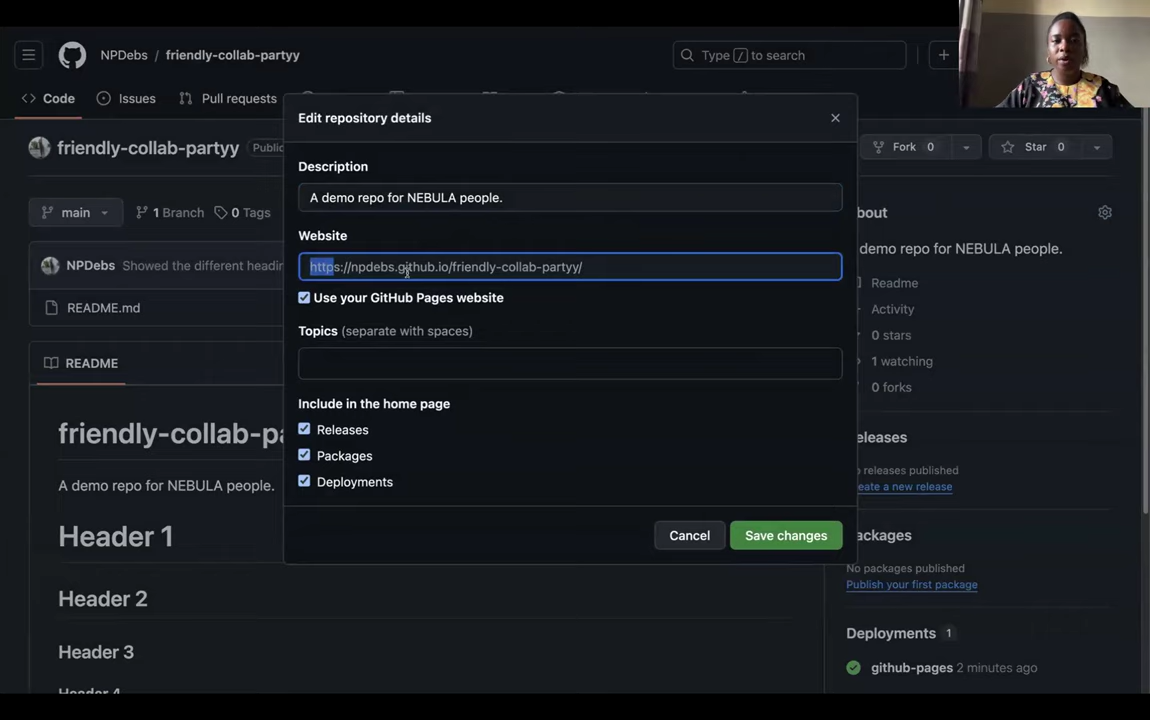 NPDebs / friendly-collab-partyy
Type / to search
Code
Issues
Pull requests
friendly-collab-partyy
Public
Fork 0
Star 0
main
1 Branch
0 Tags
NPDebs Showed the different headin
README.md
README
friendly-collab-pa
A demo repo for NEBULA people.
Header 1
Header 2
Header 3
Header 4
Edit repository details
Description
A demo repo for NEBULA people.
Website
https://npdebs.github.io/friendly-collab-partyy/
Use your GitHub Pages website
Topics (separate with spaces)
Include in the home page
Releases
Packages
Deployments
Cancel
Save changes
bout
demo repo for NEBULA people.
Readme
Activity
0 stars
1 watching
0 forks
eleases
o releases published
eate a new release
ackages
No packages published
Publish your first package
Deployments 1
github-pages 2 minutes ago